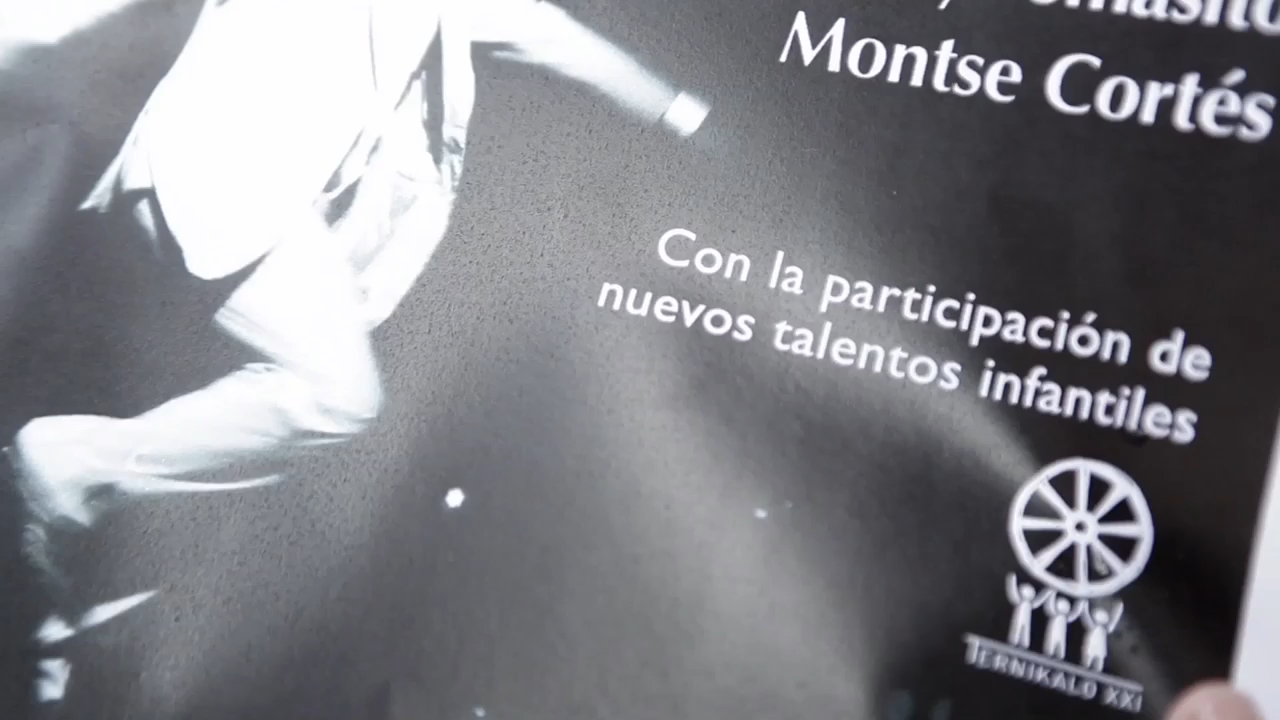 Montse Cortés
Con la participación de
nuevos talentos infantiles
TERNIKALO XXI